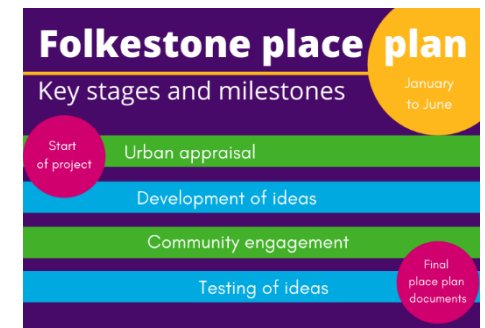 Folkestone place plan
Key stages and milestones
January
to June
Start
of project
Urban appraisal
Development of ideas
Community engagement
Testing of ideas
Final
place plan
documents